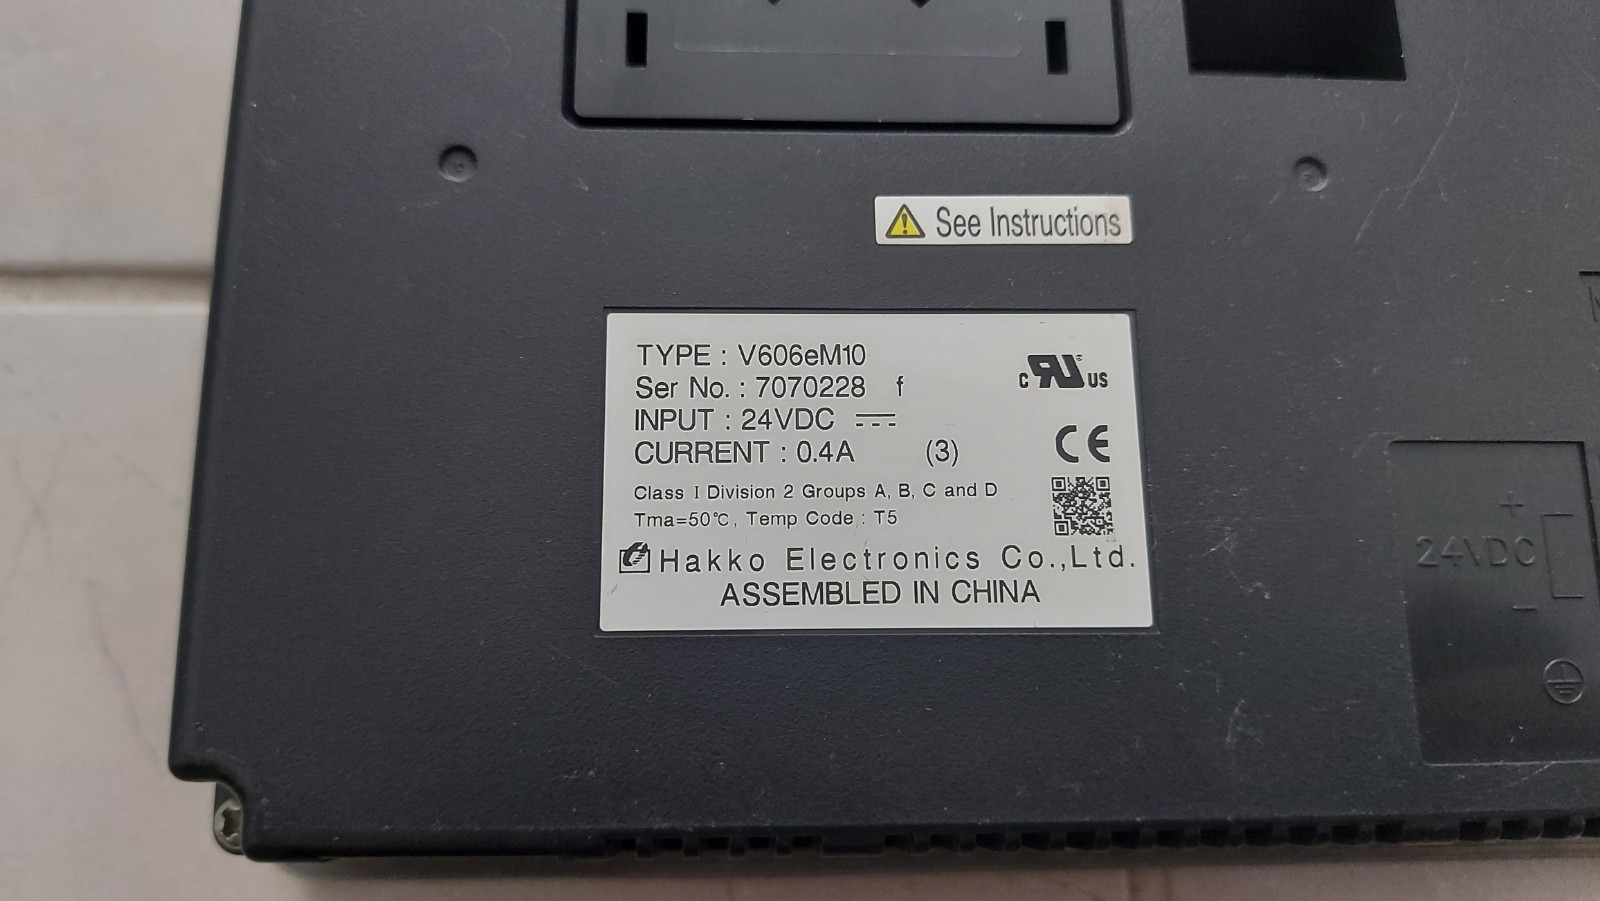 See Instructions
TYPE : V606eM10
Ser No. : 7070228 f
INPUT : 24VDC
CURRENT : 0.4A (3)
c RU US
CE
Class I Division 2 Groups A, B, C and D
Tma=50℃, Temp Code : T5
Hakko Electronics Co.,Ltd.
ASSEMBLED IN CHINA
+
24VDC
−